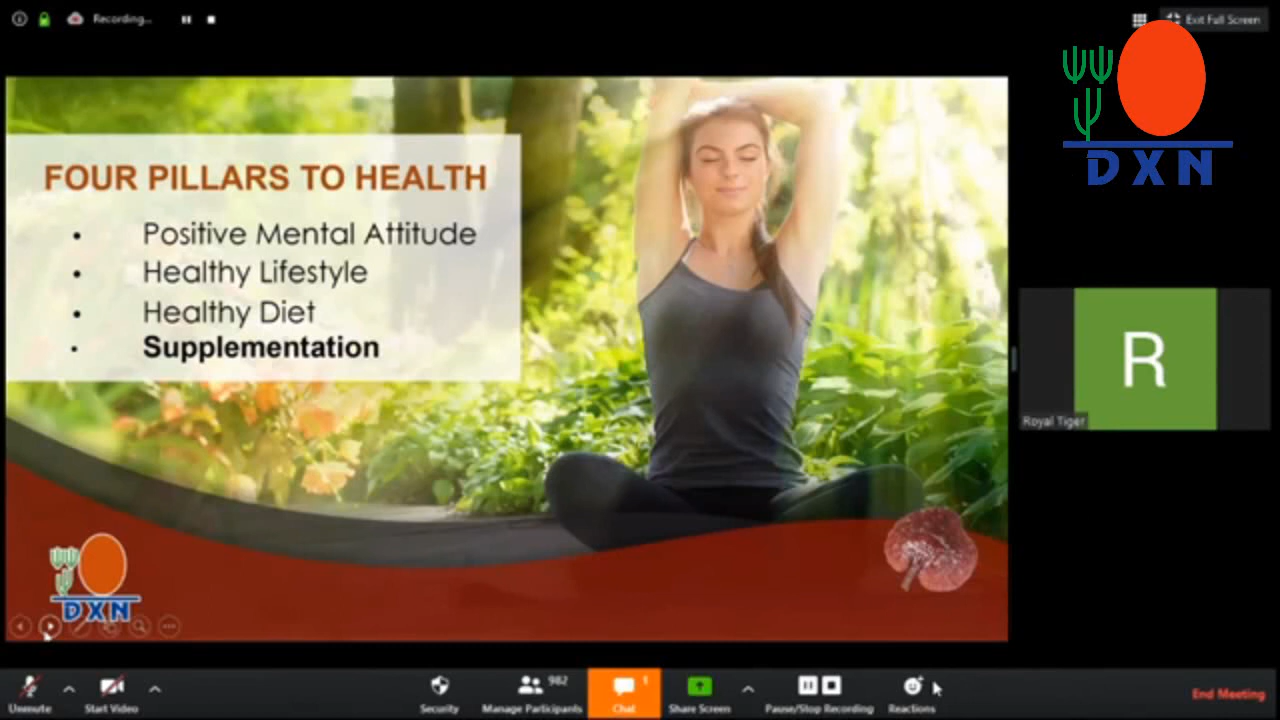 Recording...
Exit Full Screen
DXN
FOUR PILLARS TO HEALTH
• Positive Mental Attitude
• Healthy Lifestyle
• Healthy Diet
• Supplementation
R
Royal Tiger
DXN
Unmute
Start Video
Security
Manage Participants
982
Chat
1
Share Screen
Pause/Stop Recording
Reactions
End Meeting